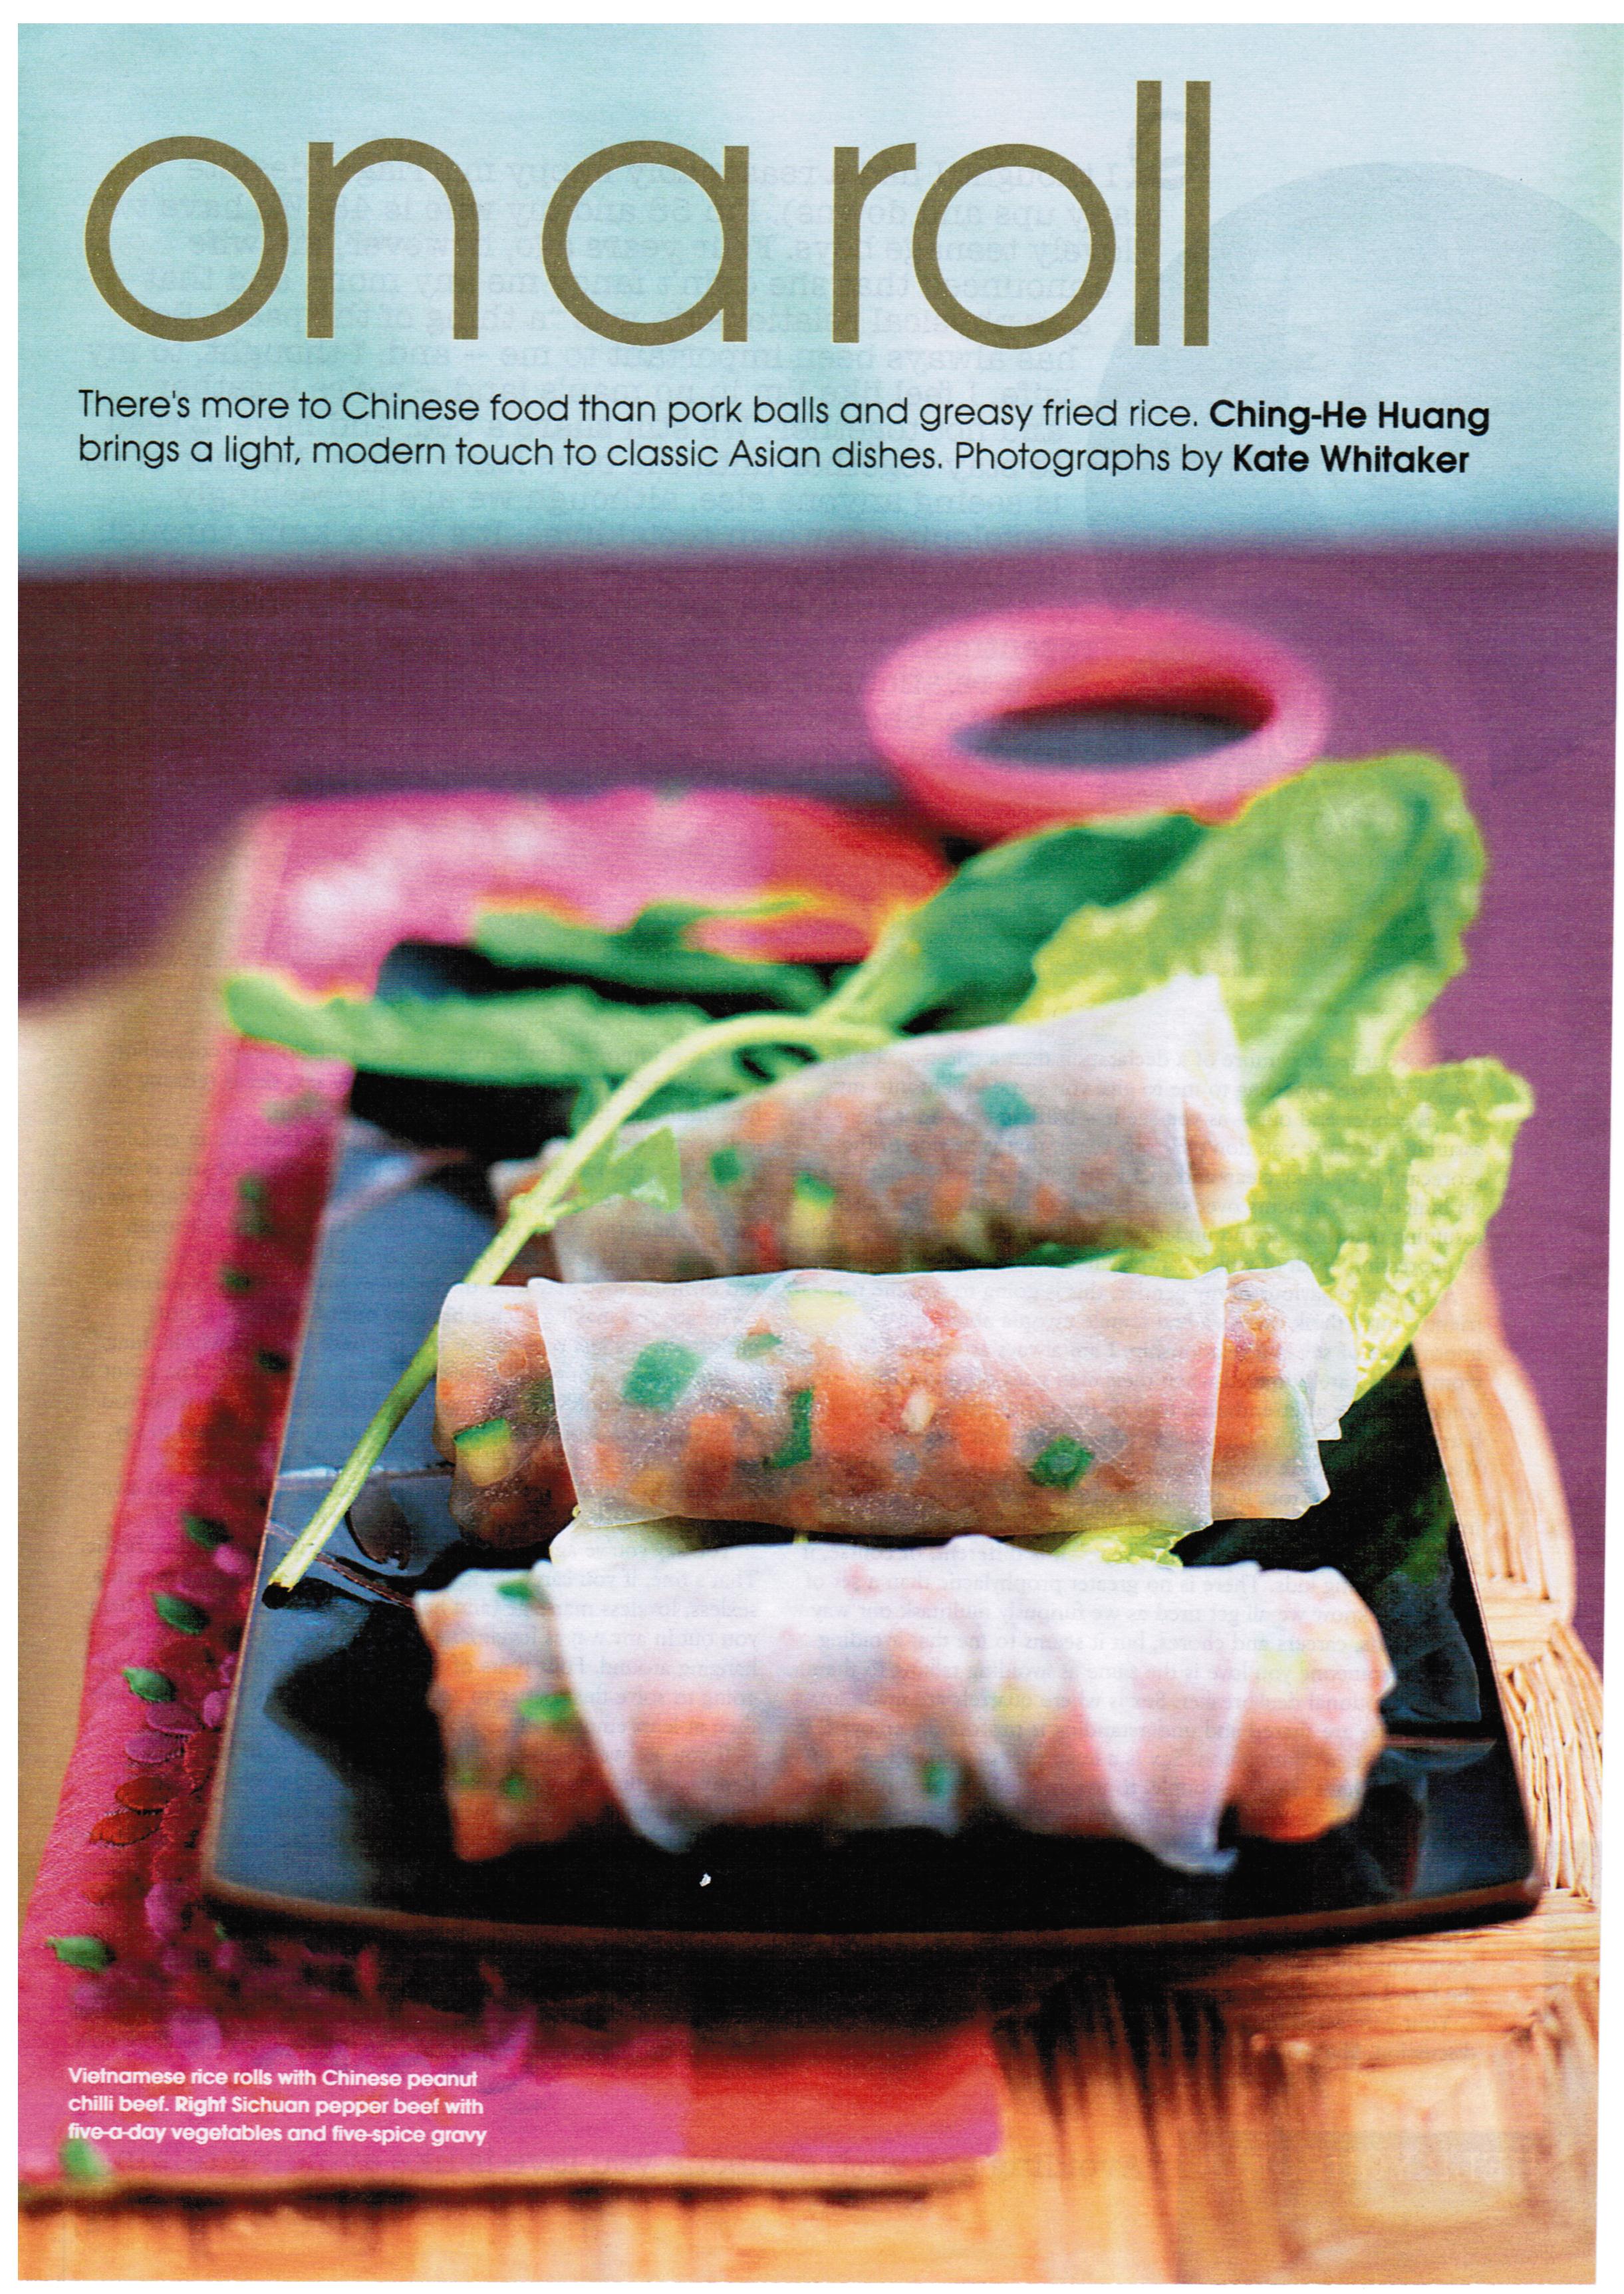 on a roll
There's more to Chinese food than pork balls and greasy fried rice. Ching-He Huang
brings a light, modern touch to classic Asian dishes. Photographs by Kate Whitaker
Vietnamese rice rolls with Chinese peanut
chilli beef. Right Sichuan pepper beef with
five-a-day vegetables and five-spice gravy